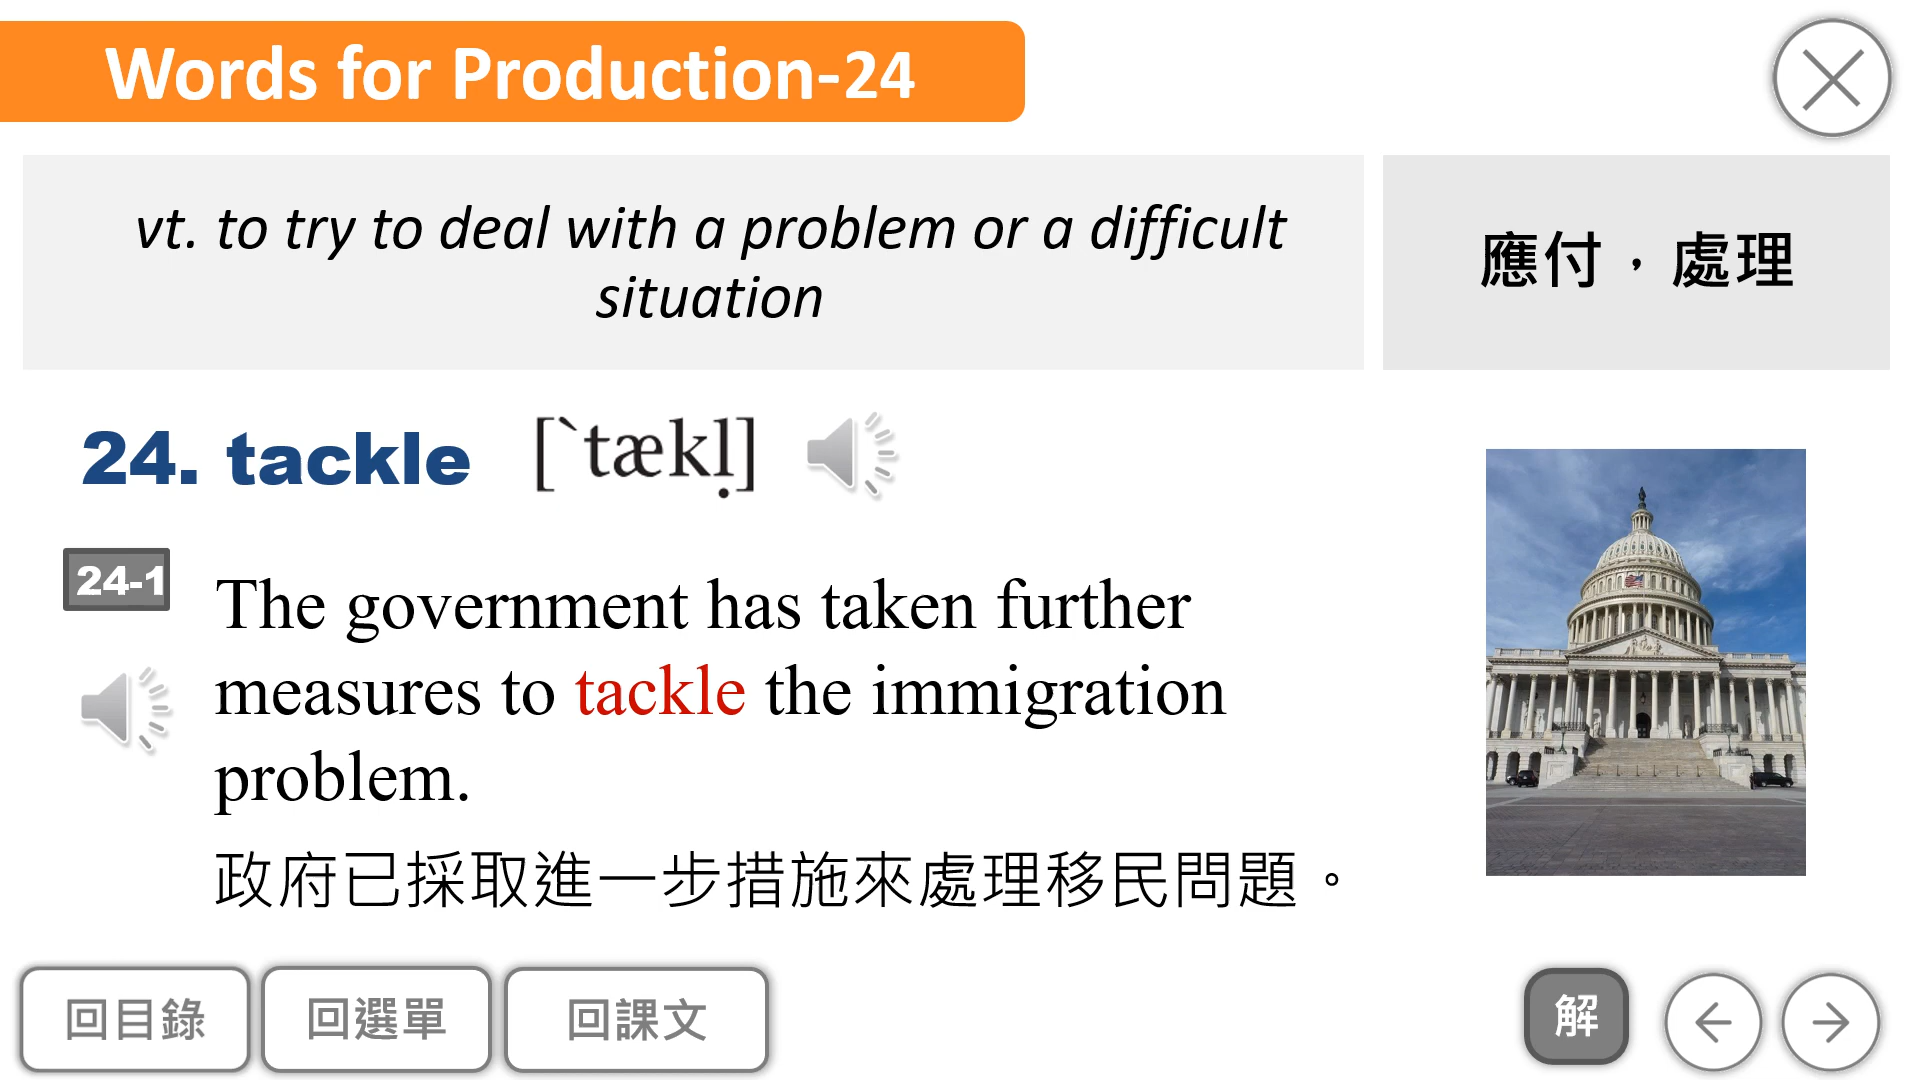 Words for Production-24
vt. to try to deal with a problem or a difficult
situation
應付，處理
24. tackle [ˋtækl̩]
24-1
The government has taken further
measures to tackle the immigration
problem.
政府已採取進一步措施來處理移民問題。
回目錄 回選單 回課文 解